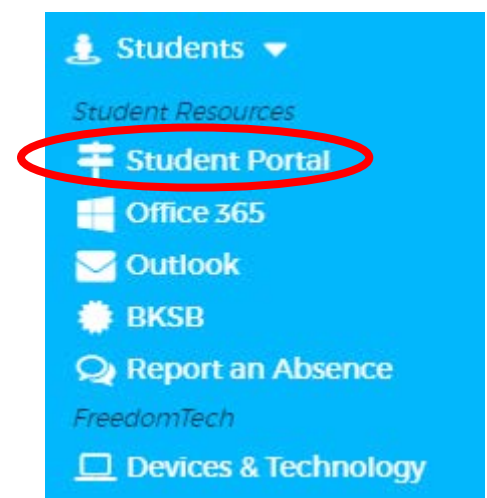 Students
Student Resources
Student Portal
Office 365
Outlook
BKSB
Report an Absence
FreedomTech
Devices & Technology